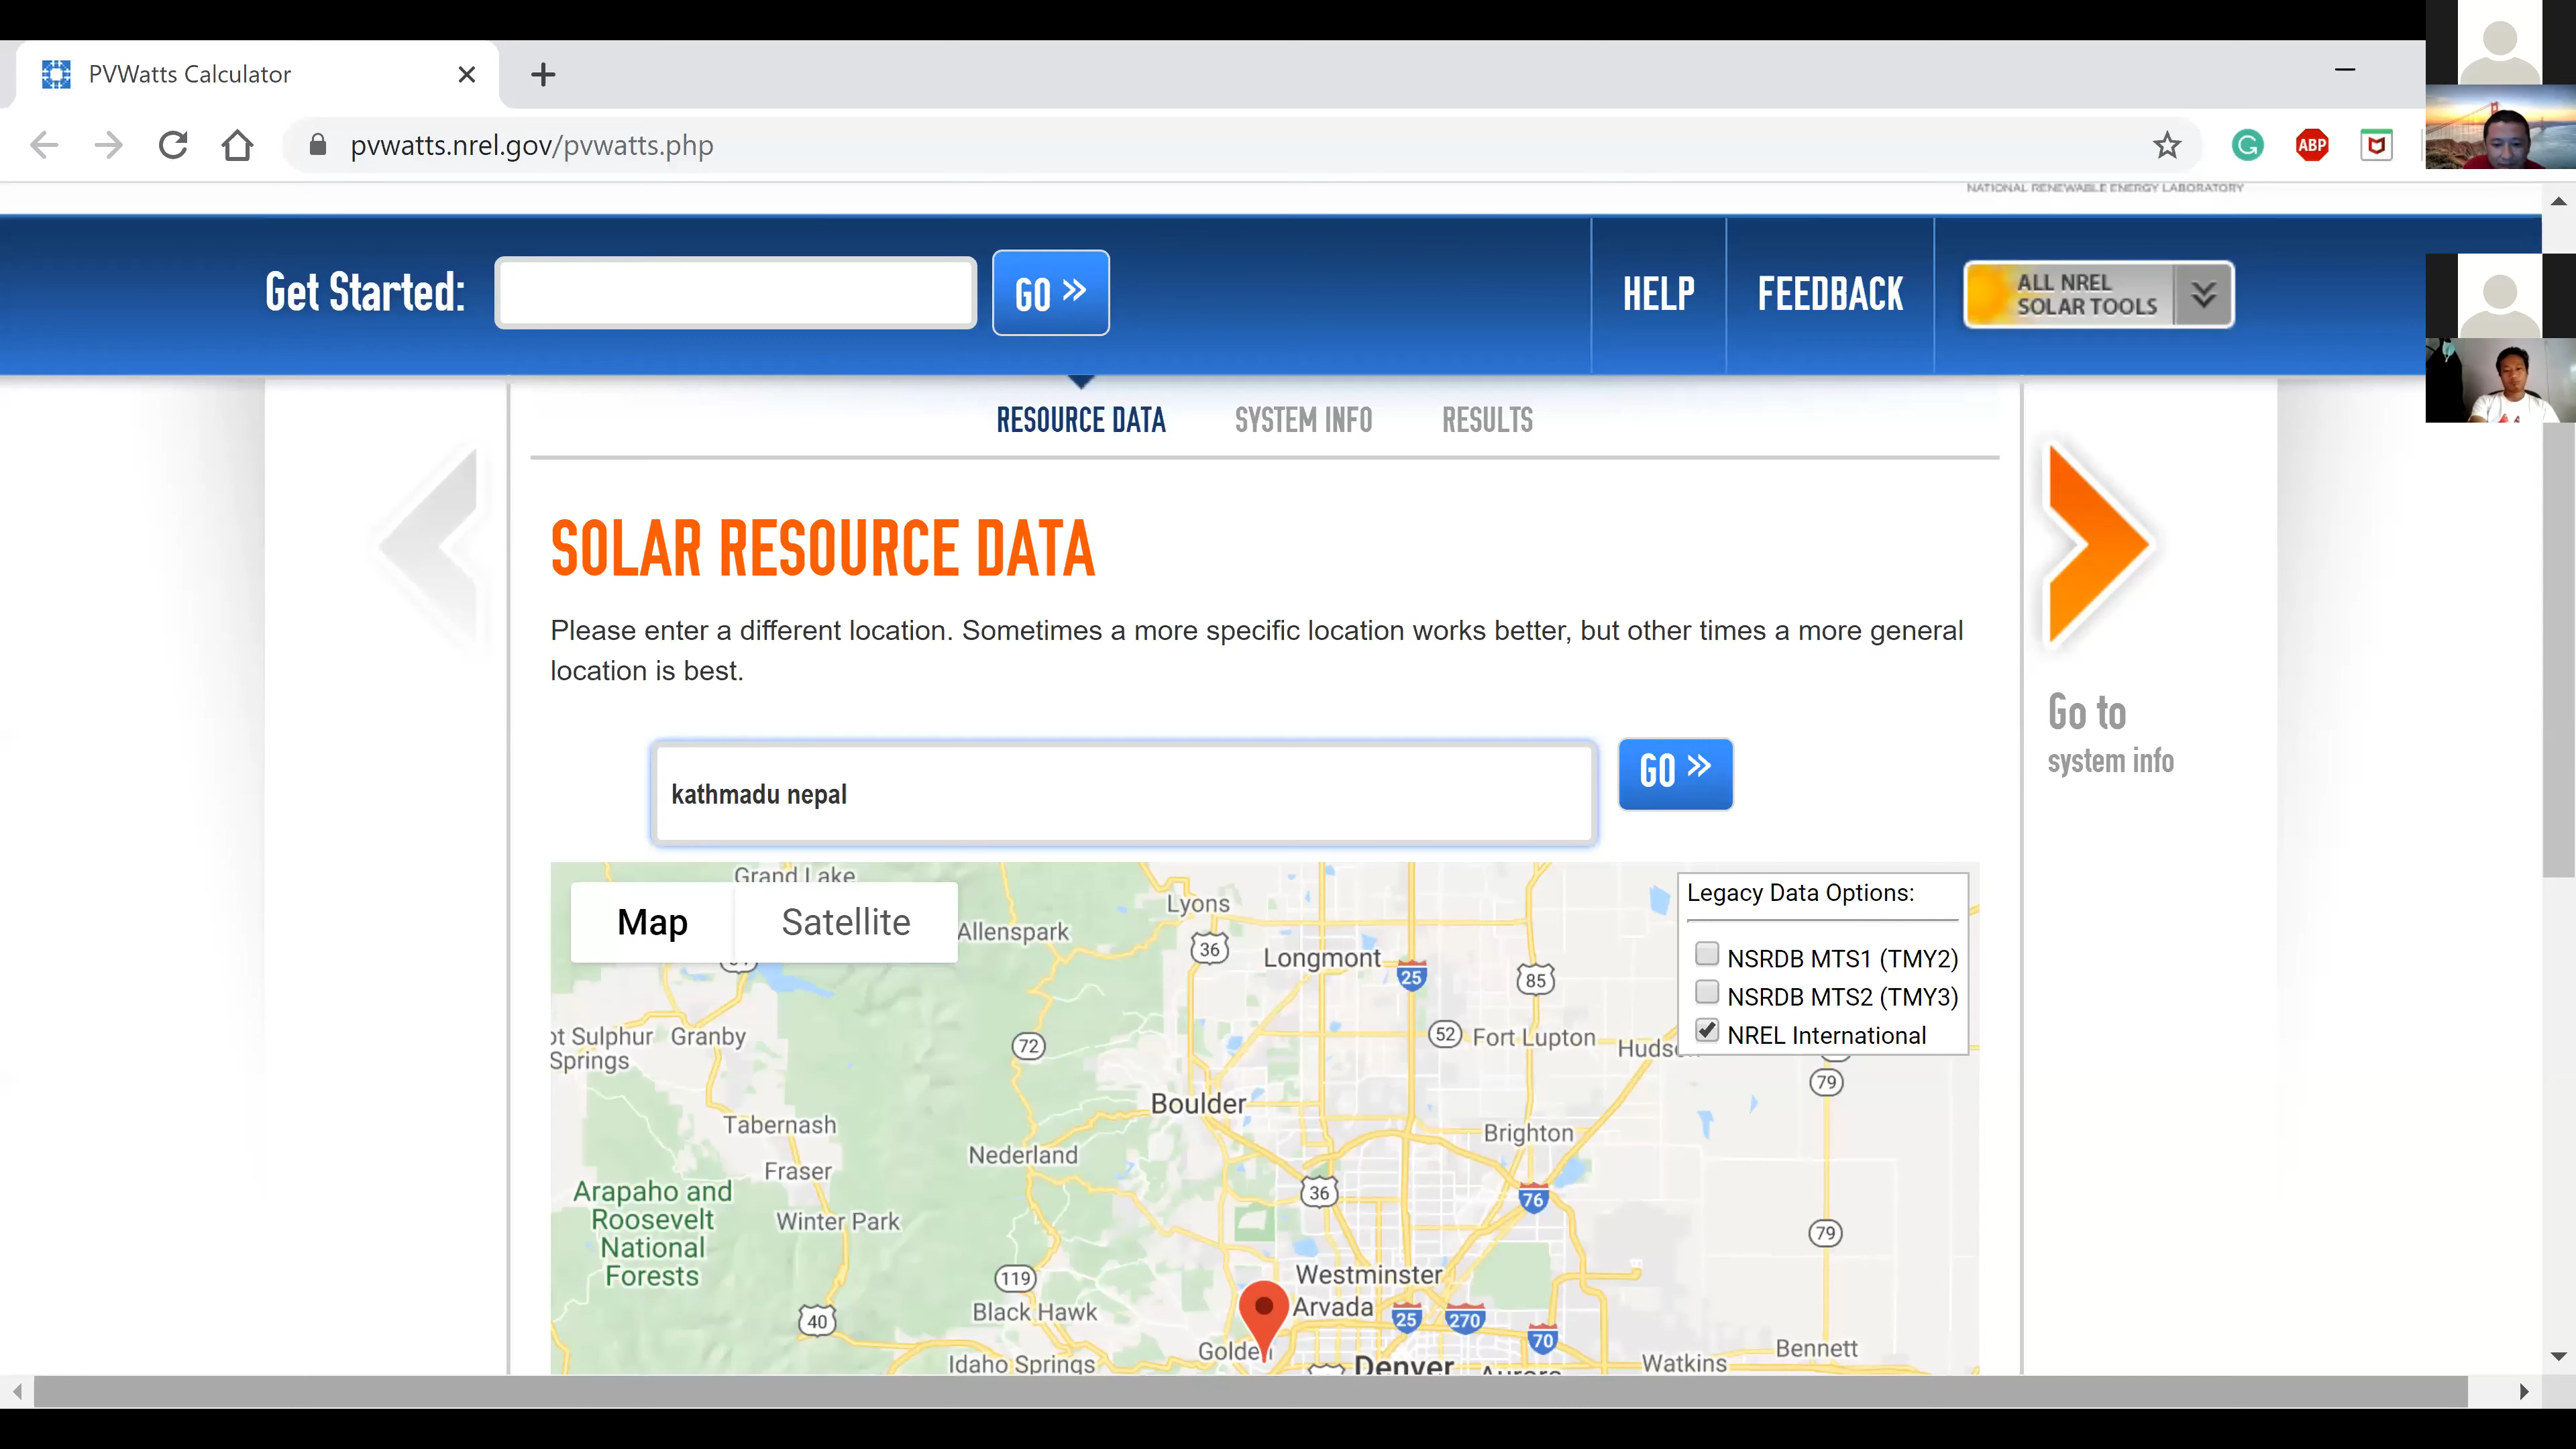 PVWatts Calculator
pvwatts.nrel.gov/pvwatts.php
ABP
NATIONAL RENEWABLE ENERGY LABORATORY
Get Started:
GO »
HELP
FEEDBACK
ALL NREL
SOLAR TOOLS
RESOURCE DATA
SYSTEM INFO
RESULTS
SOLAR RESOURCE DATA
Please enter a different location. Sometimes a more specific location works better, but other times a more general
location is best.
Go to
system info
kathmadu nepal
GO »
Map
Satellite
Legacy Data Options:
NSRDB MTS1 (TMY2)
NSRDB MTS2 (TMY3)
NREL International
Grand Lake
Lyons
Allenspark
36
Longmont
25
85
ot Sulphur
Springs
Granby
72
52
Fort Lupton
79
Boulder
Tabernash
Brighton
Nederland
Fraser
Arapaho and
Roosevelt
National
Forests
36
76
Winter Park
79
119
Westminster
Black Hawk
Arvada
40
25
270
70
Idaho Springs
Denver
Watkins
Bennett